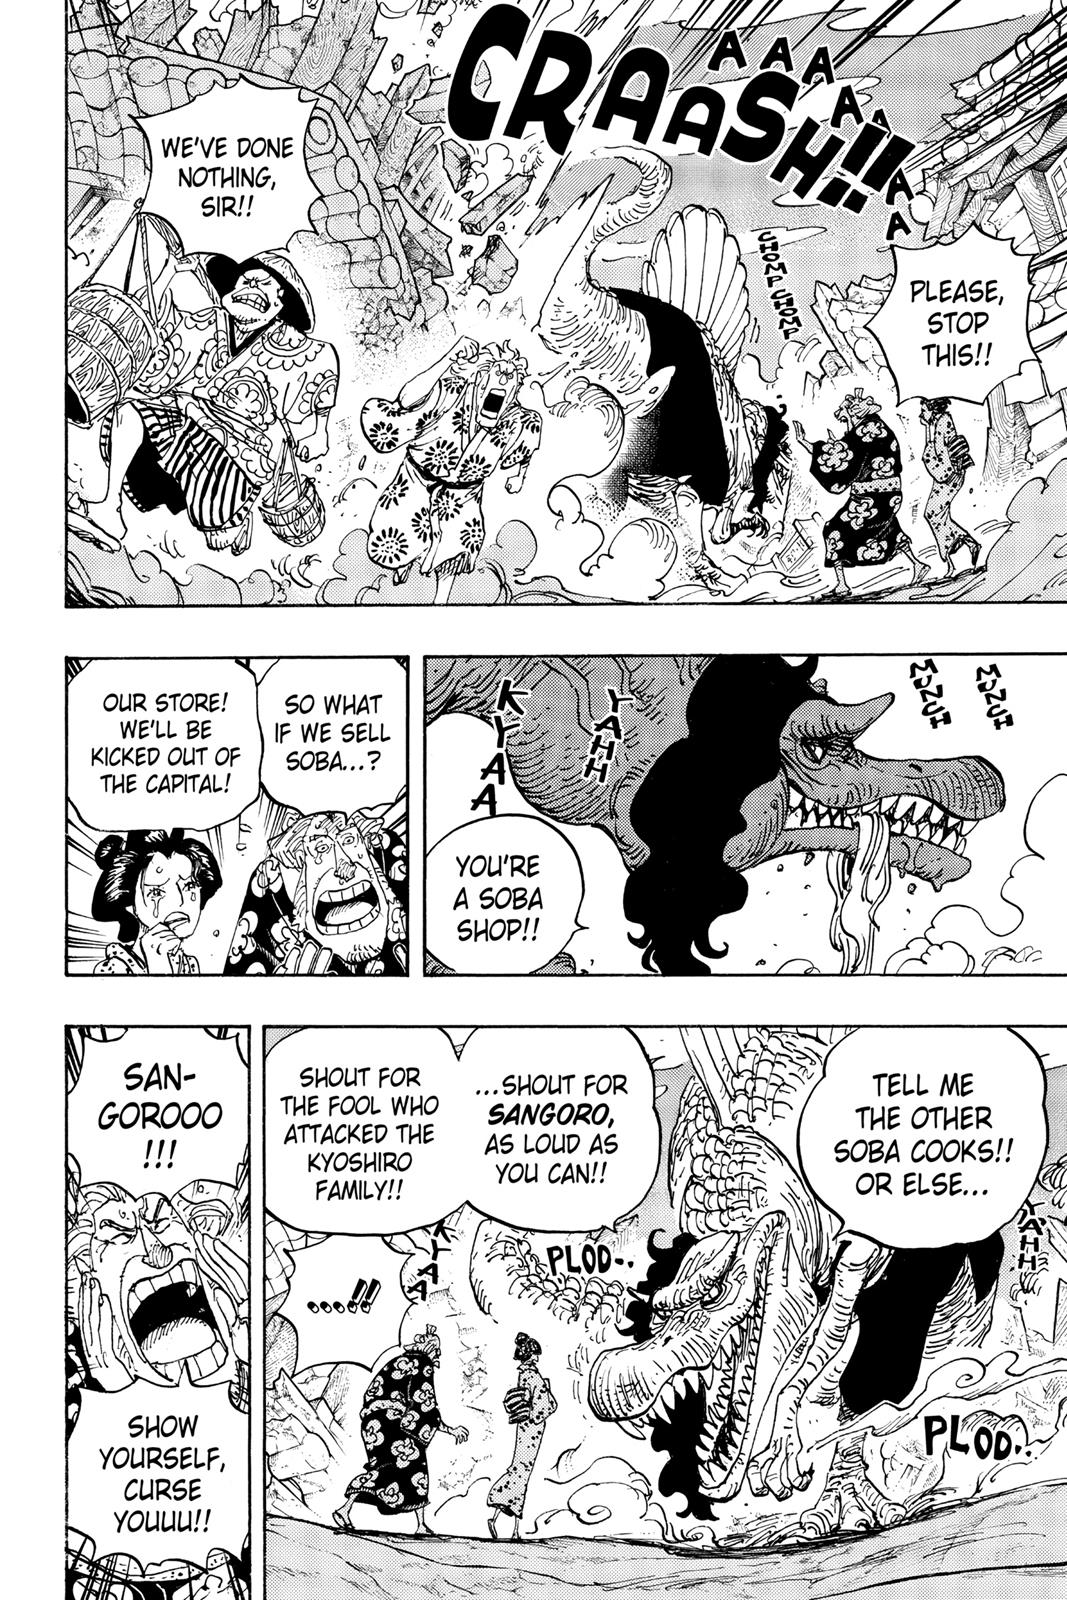 CRAAASH!!
AAAAAAA
PLEASE,
STOP
THIS!!
CHOMP CHOMP
WE'VE DONE
NOTHING,
SIR!!
MUNCH
MUNCH
YAHH
KYAA
YOU'RE
A SOBA
SHOP!!
SO WHAT
IF WE SELL
SOBA...?
OUR STORE!
WE'LL BE
KICKED OUT OF
THE CAPITAL!
TELL ME
THE OTHER
SOBA COOKS!!
OR ELSE...
YAHH
...SHOUT FOR
SANGORO,
AS LOUD AS
YOU CAN!!
SHOUT FOR
THE FOOL WHO
ATTACKED THE
KYOSHIRO
FAMILY!!
PLOD..
KYAA
.....!!
PLOD..
SAN-
GOROOO
!!!
SHOW
YOURSELF,
CURSE
YOUUU!!